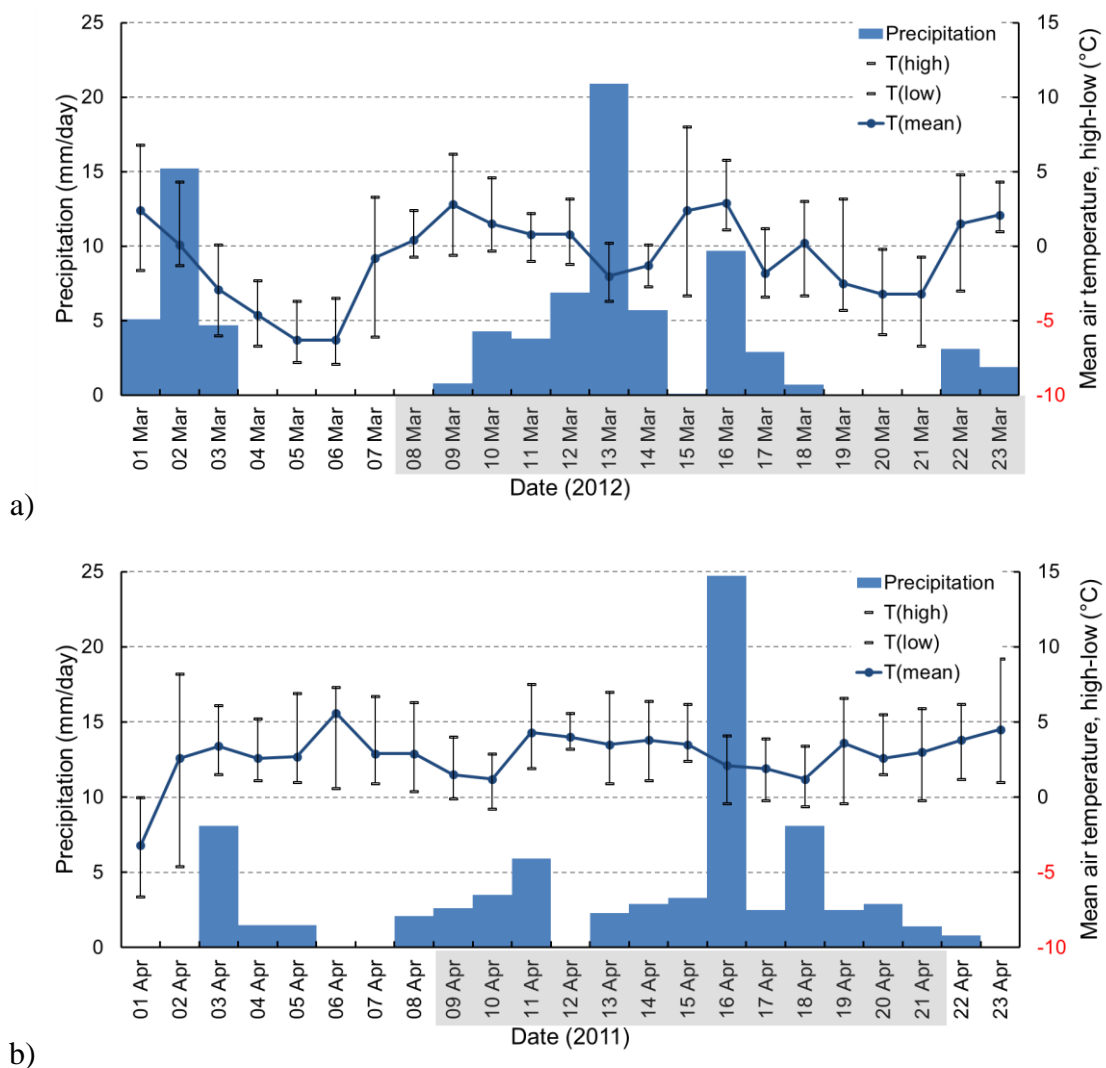 25
20
15
10
5
0
Precipitation (mm/day)
Precipitation
T(high)
T(low)
T(mean)
15
10
5
0
-5
-10
Mean air temperature, high-low (°C)
01 Mar
02 Mar
03 Mar
04 Mar
05 Mar
06 Mar
07 Mar
08 Mar
09 Mar
10 Mar
11 Mar
12 Mar
13 Mar
14 Mar
15 Mar
16 Mar
17 Mar
18 Mar
19 Mar
20 Mar
21 Mar
22 Mar
23 Mar
Date (2012)
a)
25
20
15
10
5
0
Precipitation (mm/day)
Precipitation
T(high)
T(low)
T(mean)
15
10
5
0
-5
-10
Mean air temperature, high-low (°C)
01 Apr
02 Apr
03 Apr
04 Apr
05 Apr
06 Apr
07 Apr
08 Apr
09 Apr
10 Apr
11 Apr
12 Apr
13 Apr
14 Apr
15 Apr
16 Apr
17 Apr
18 Apr
19 Apr
20 Apr
21 Apr
22 Apr
23 Apr
Date (2011)
b)